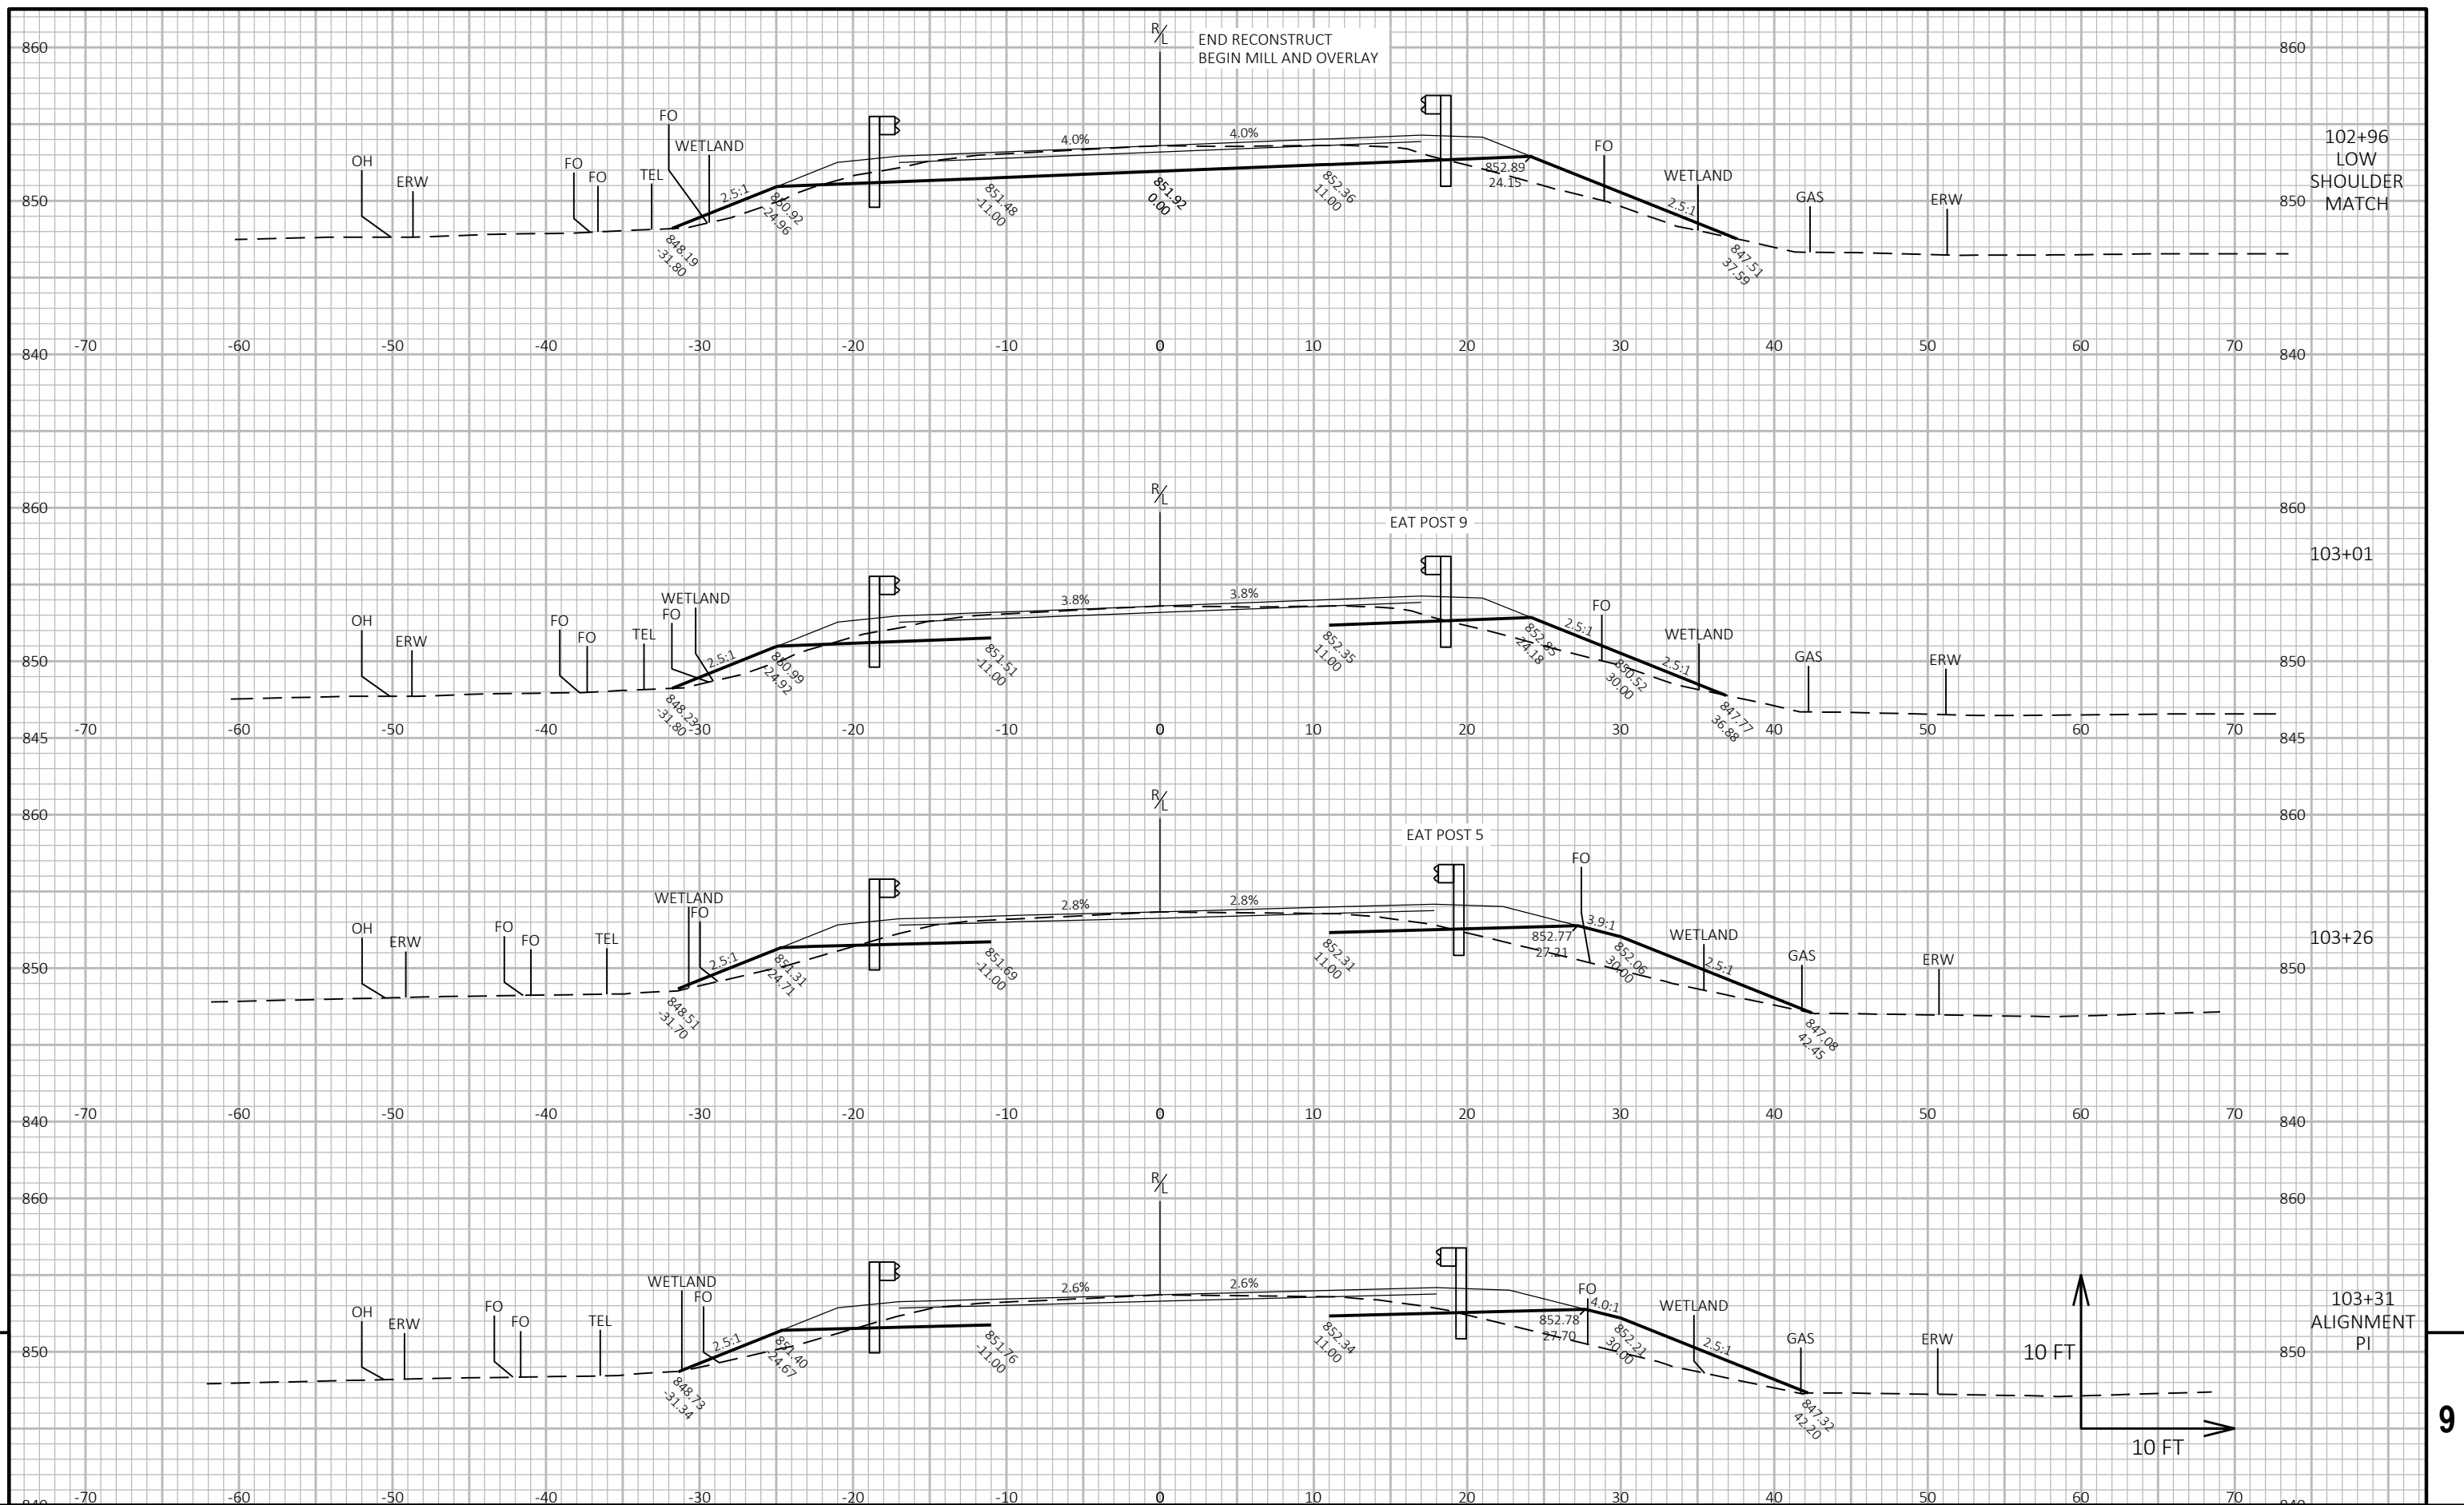 R/L
END RECONSTRUCT
BEGIN MILL AND OVERLAY
860
860
FO
WETLAND
4.0%
4.0%
102+96
LOW
SHOULDER
MATCH
OH
ERW
FO
FO
TEL
FO
WETLAND
GAS
ERW
2.5:1
2.5:1
850
850
848.19
-31.80
850.92
-24.96
851.48
-11.00
851.92
0.00
852.36
11.00
852.89
24.15
847.51
37.59
840 -70 -60 -50 -40 -30 -20 -10 0 10 20 30 40 50 60 70 840
R/L
860
860
EAT POST 9
103+01
WETLAND
FO
3.8%
3.8%
OH
ERW
FO
FO
TEL
FO
WETLAND
GAS
ERW
2.5:1
2.5:1
2.5:1
850
850
848.23
-31.80
850.99
-24.92
851.51
-11.00
852.35
11.00
852.85
24.18
850.52
30.00
847.77
36.88
845 -70 -60 -50 -40 -30 -20 -10 0 10 20 30 40 50 60 70 845
R/L
860
860
EAT POST 5
FO
WETLAND
FO
2.8%
2.8%
3.9:1
103+26
OH
ERW
FO
FO
TEL
WETLAND
GAS
ERW
2.5:1
2.5:1
850
850
848.51
-31.70
851.31
-24.71
851.69
-11.00
852.31
11.00
852.77
27.21
852.06
30.00
847.08
42.45
840 -70 -60 -50 -40 -30 -20 -10 0 10 20 30 40 50 60 70 840
R/L
860
860
WETLAND
FO
2.6%
2.6%
FO
4.0:1
103+31
ALIGNMENT
PI
OH
ERW
FO
FO
TEL
WETLAND
GAS
ERW
2.5:1
2.5:1
850
850
848.73
-31.34
851.40
-24.67
851.76
-11.00
852.34
11.00
852.78
27.70
852.21
30.00
847.32
42.20
10 FT
10 FT
9
840 -70 -60 -50 -40 -30 -20 -10 0 10 20 30 40 50 60 70 840